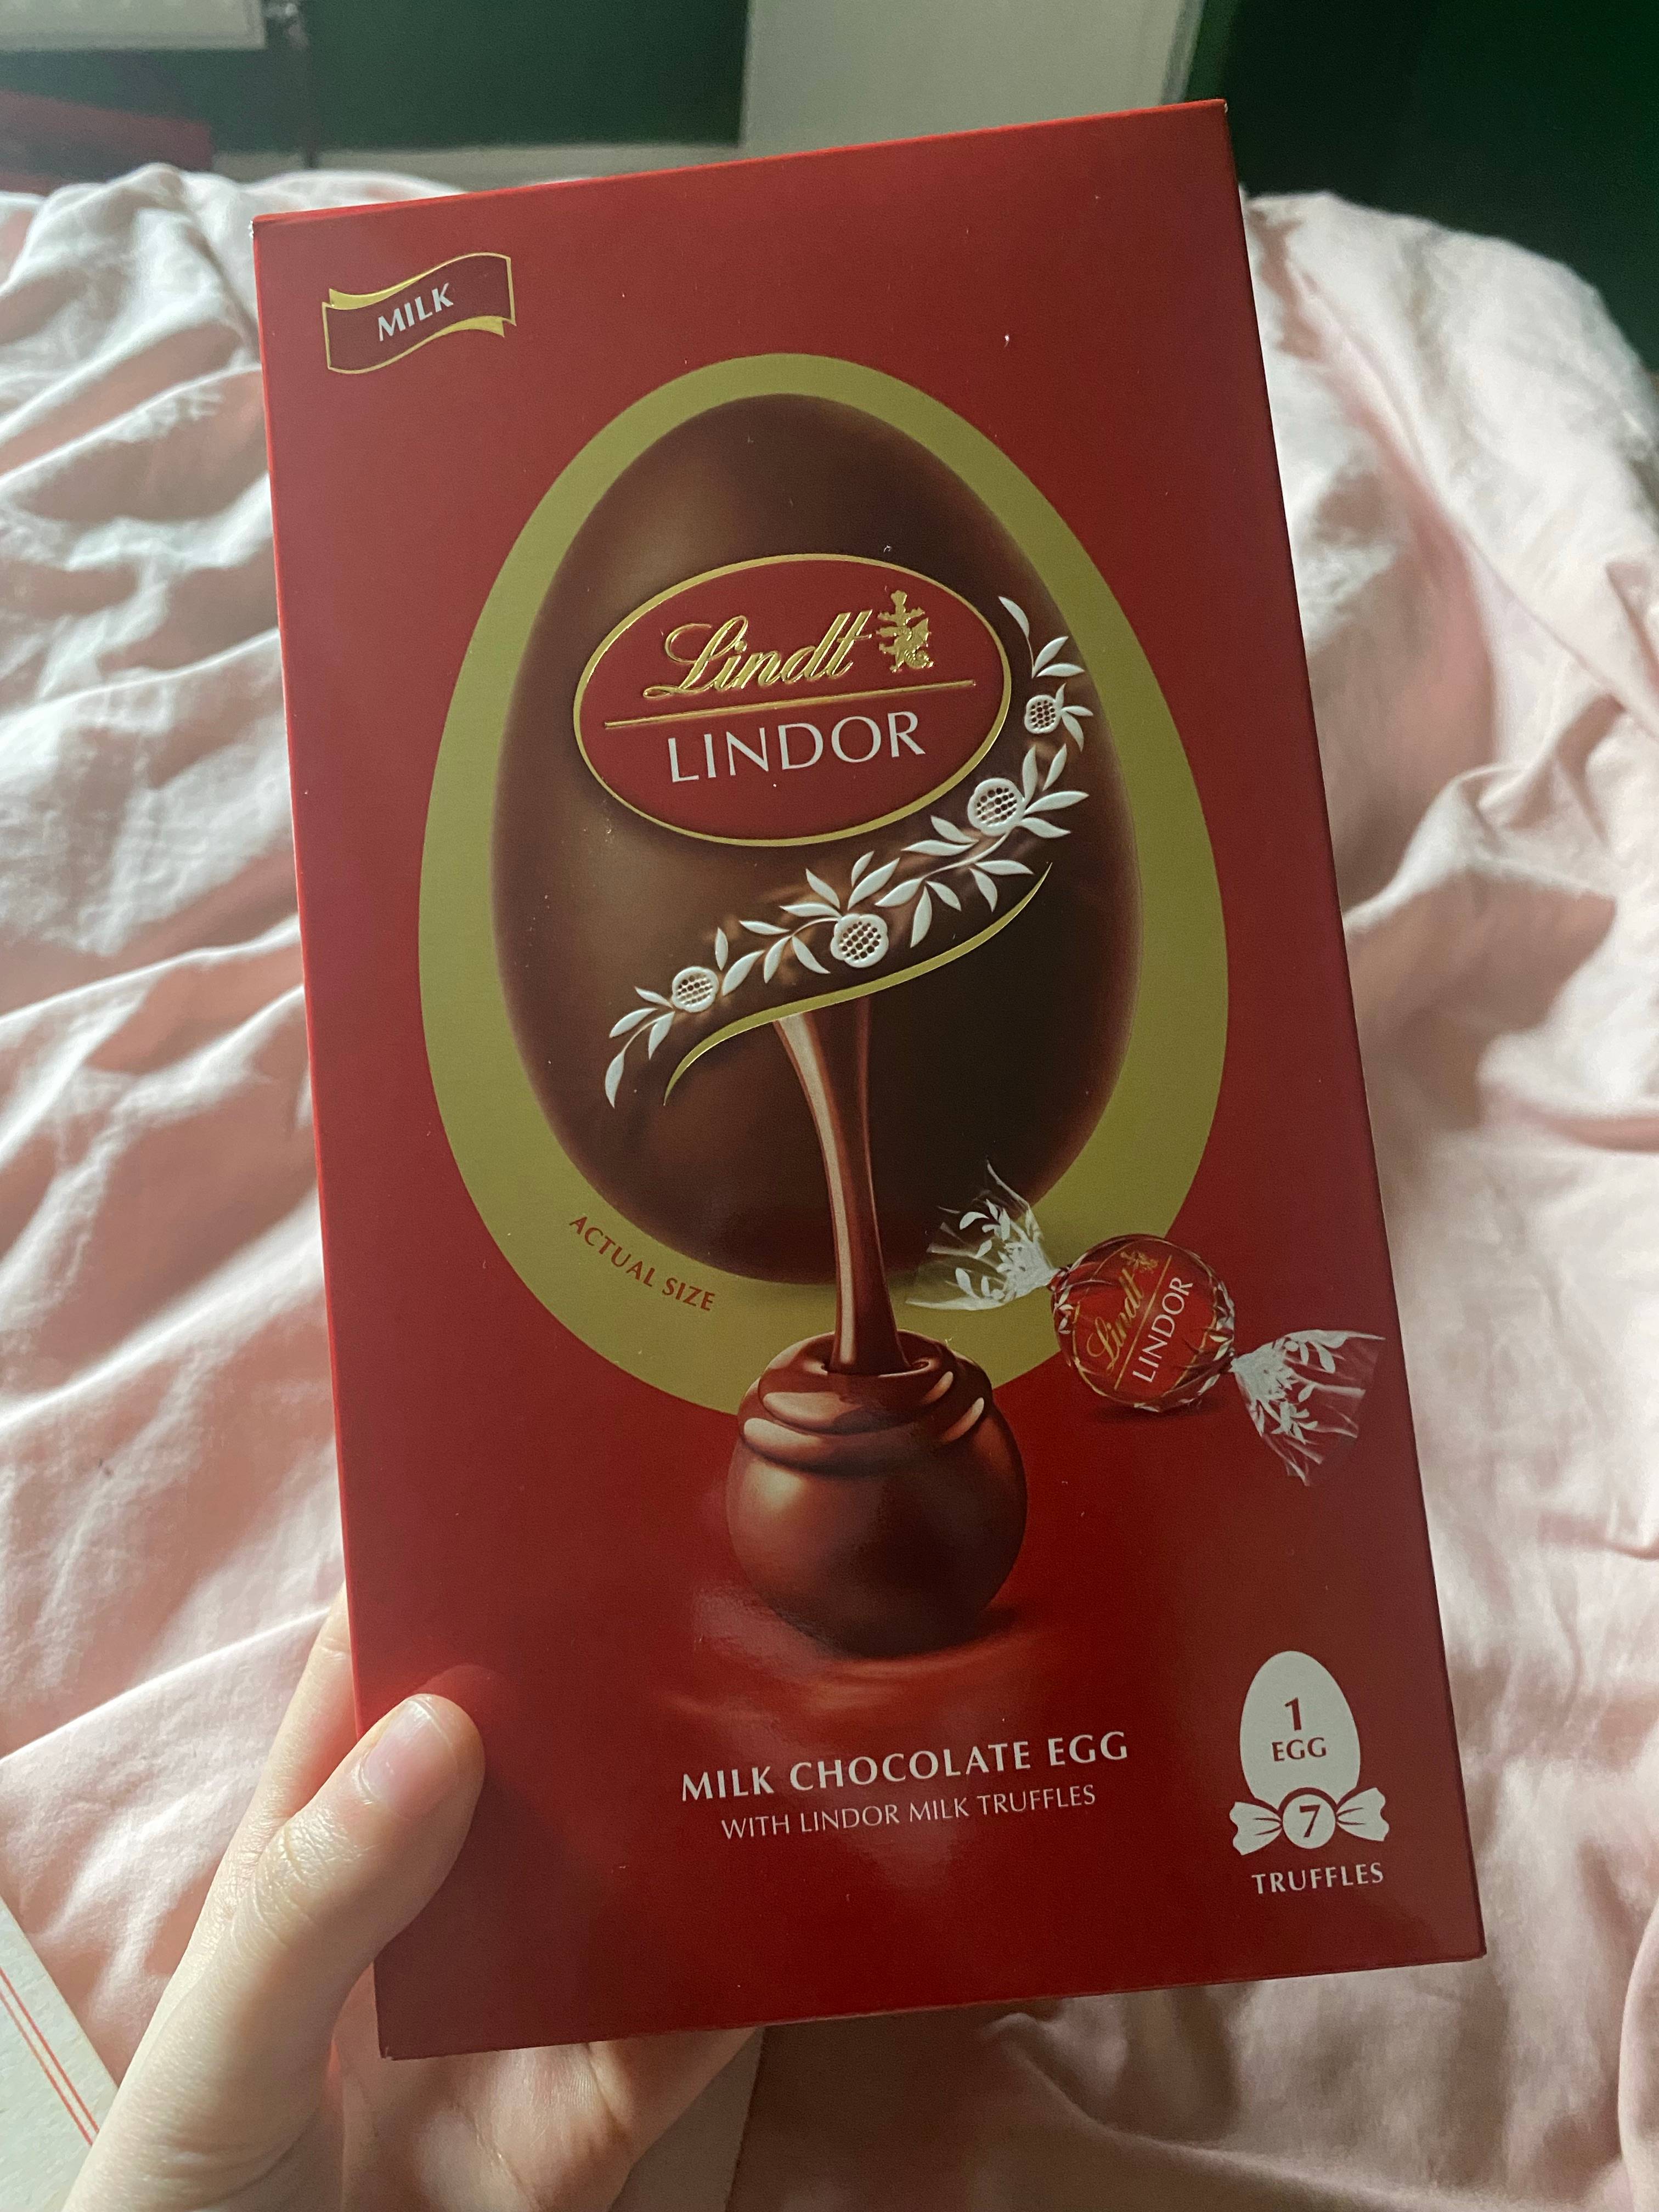 MILK
Lindt
LINDOR
ACTUAL SIZE
Lindt
LINDOR
MILK CHOCOLATE EGG
WITH LINDOR MILK TRUFFLES
1
EGG
7
TRUFFLES